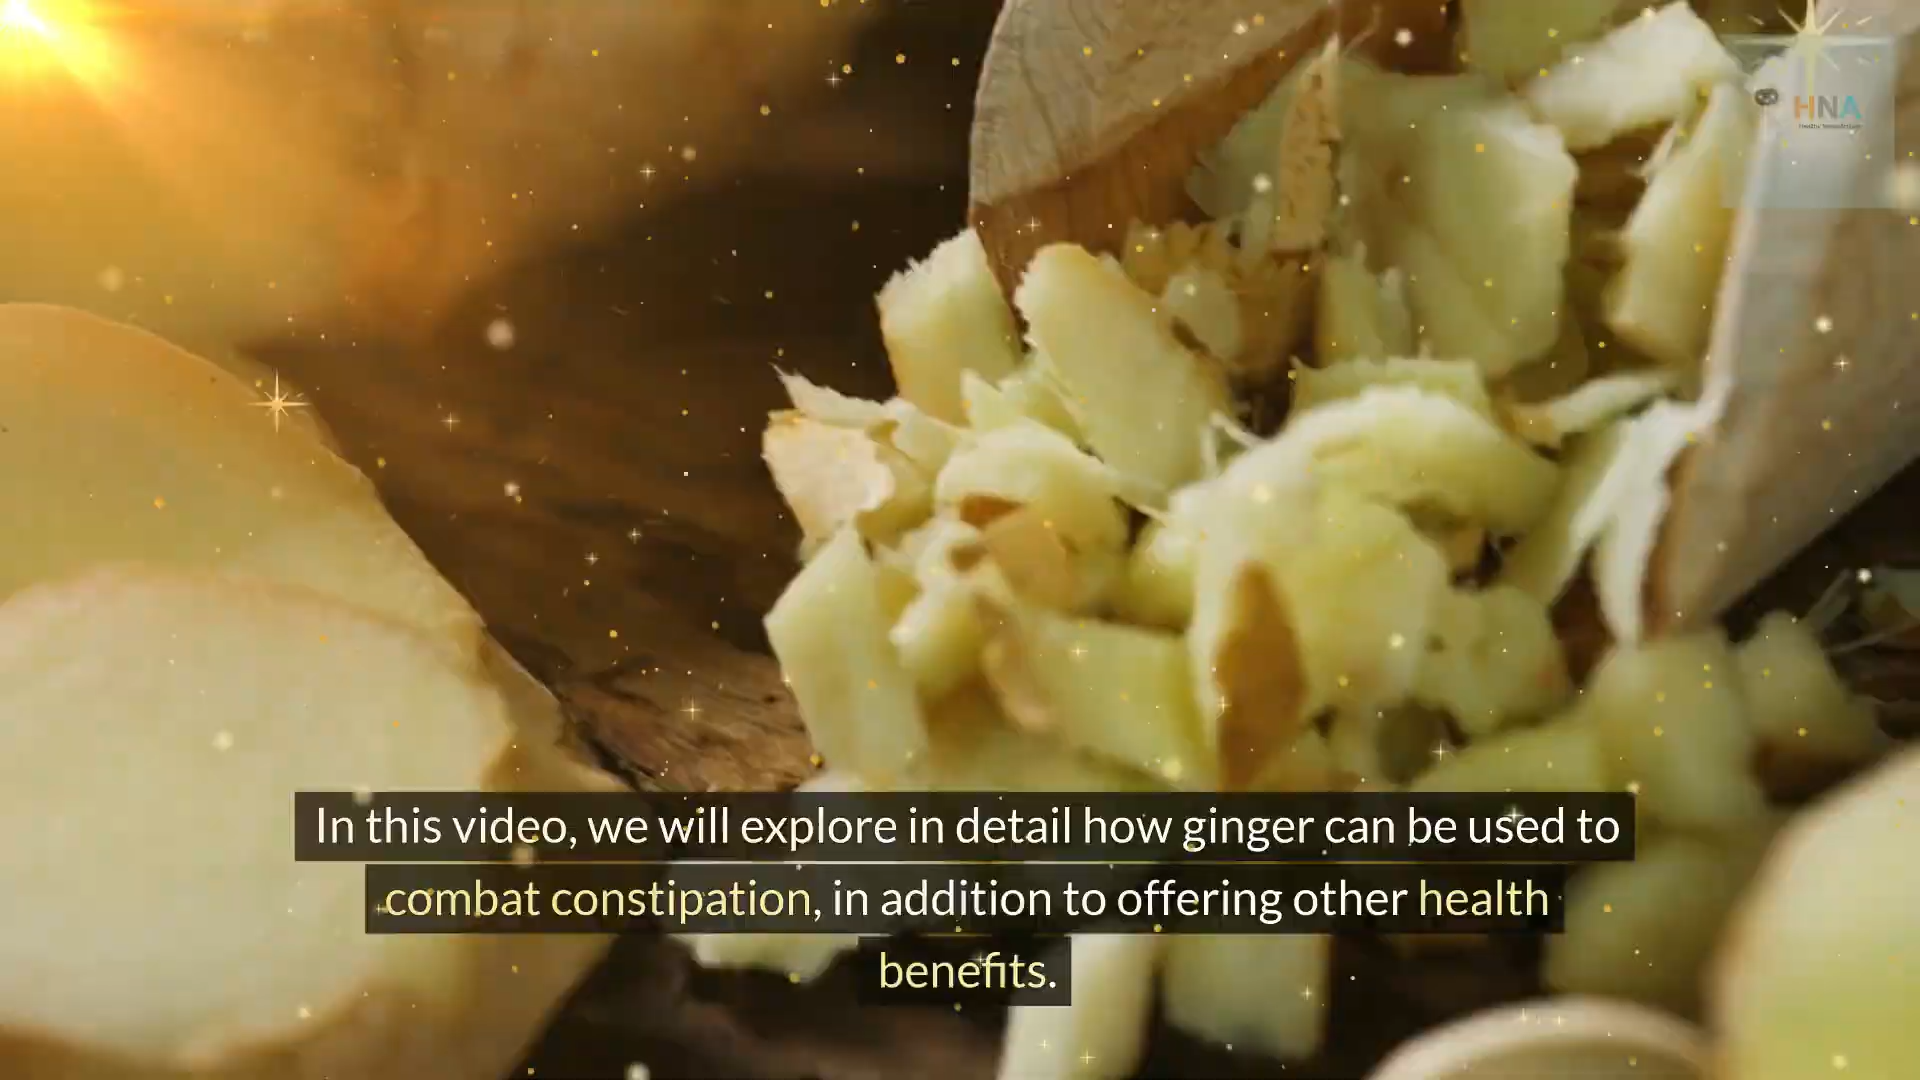 HNA
In this video, we will explore in detail how ginger can be used to
combat constipation, in addition to offering other health
benefits.